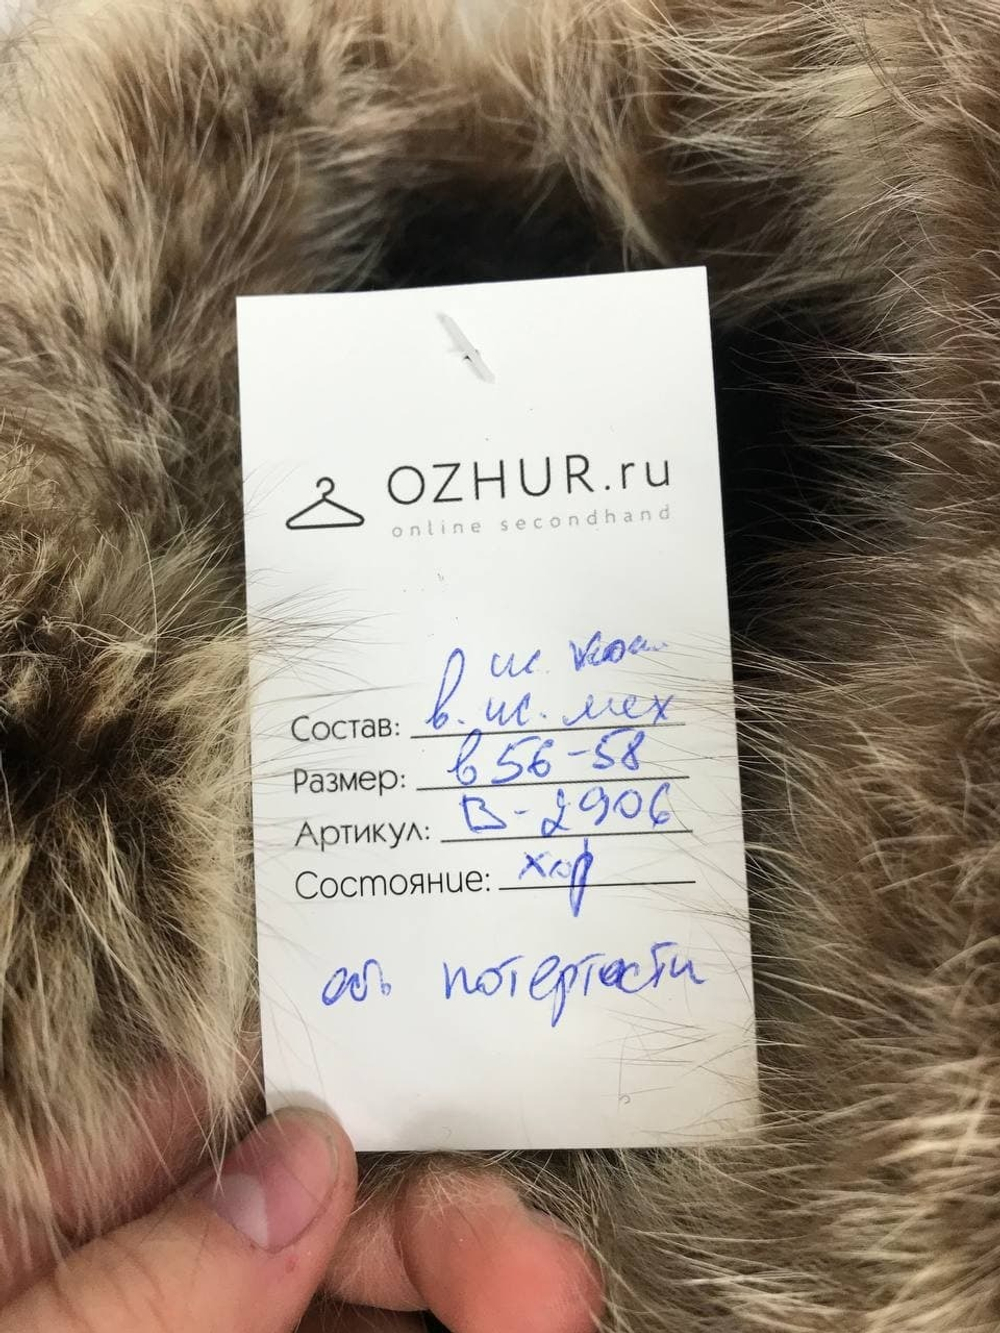 OZHUR.ru
online secondhand
в ис. кож.
Состав: в. ис. мех
Размер: в 56-58
Артикул: В-2906
Состояние: хор
потертости